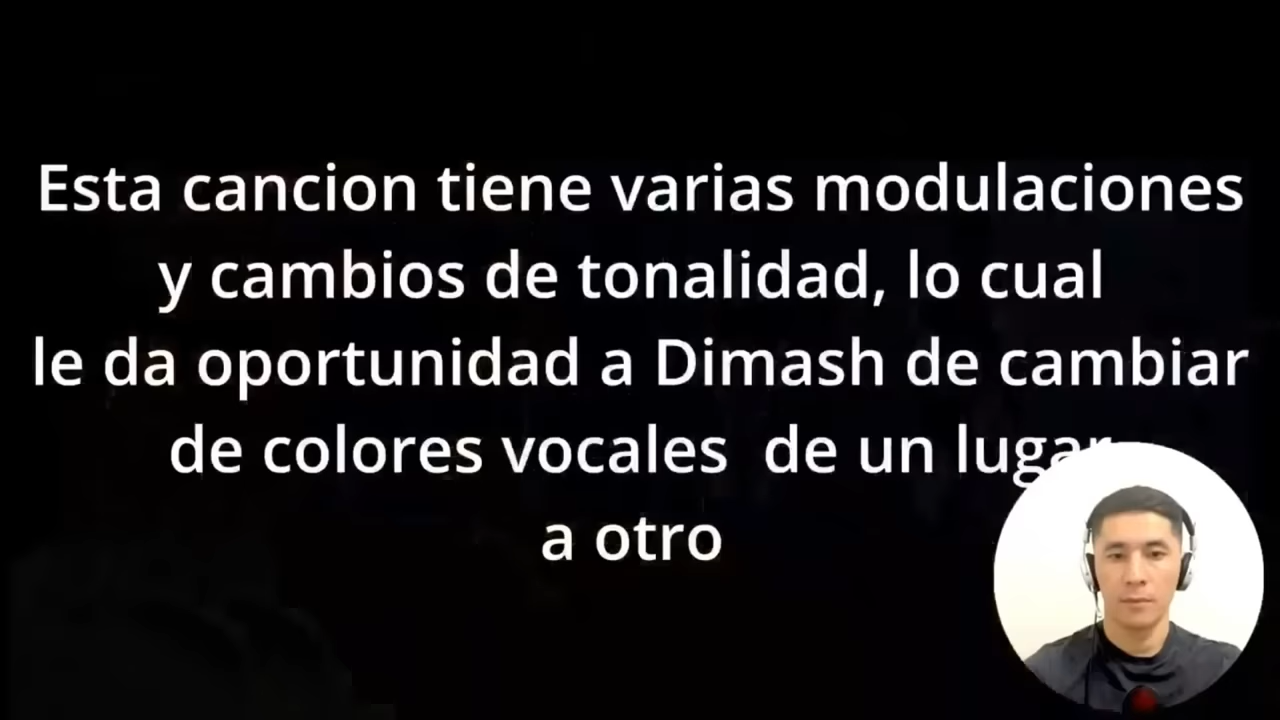 Esta cancion tiene varias modulaciones
y cambios de tonalidad, lo cual
le da oportunidad a Dimash de cambiar
de colores vocales  de un lugar
a otro